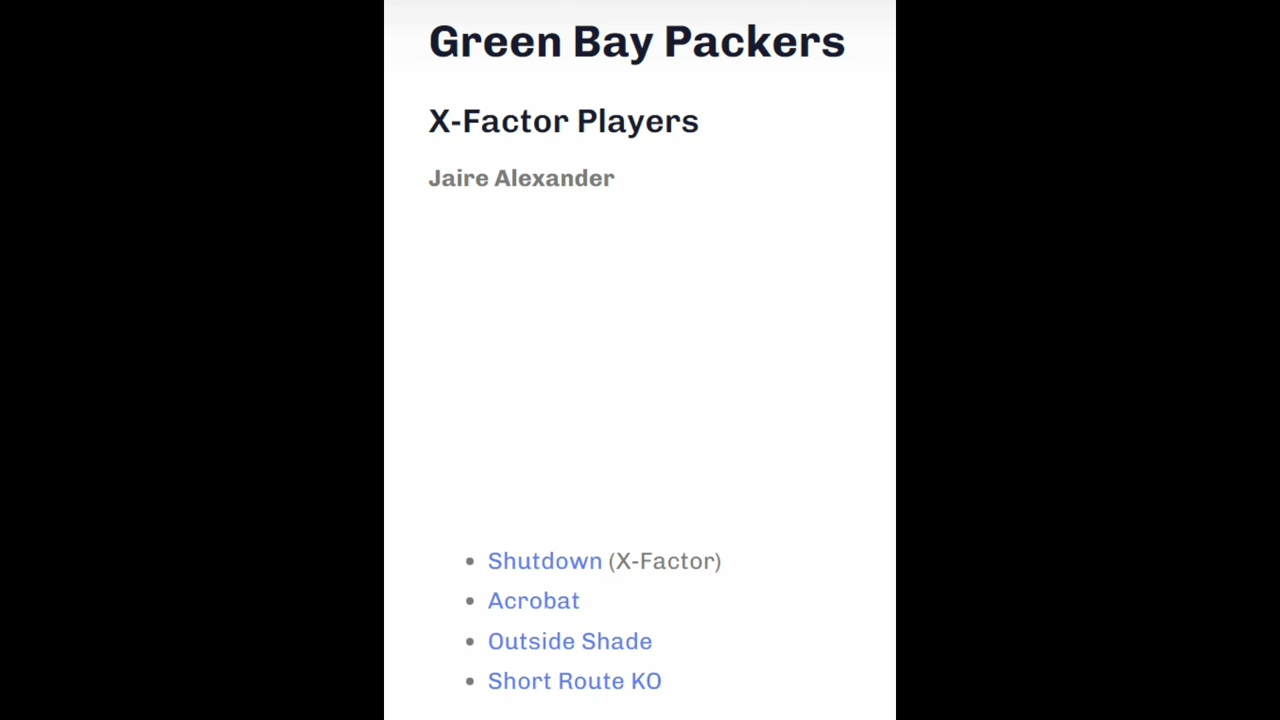 Green Bay Packers
X-Factor Players
Jaire Alexander
• Shutdown (X-Factor)
• Acrobat
• Outside Shade
• Short Route KO